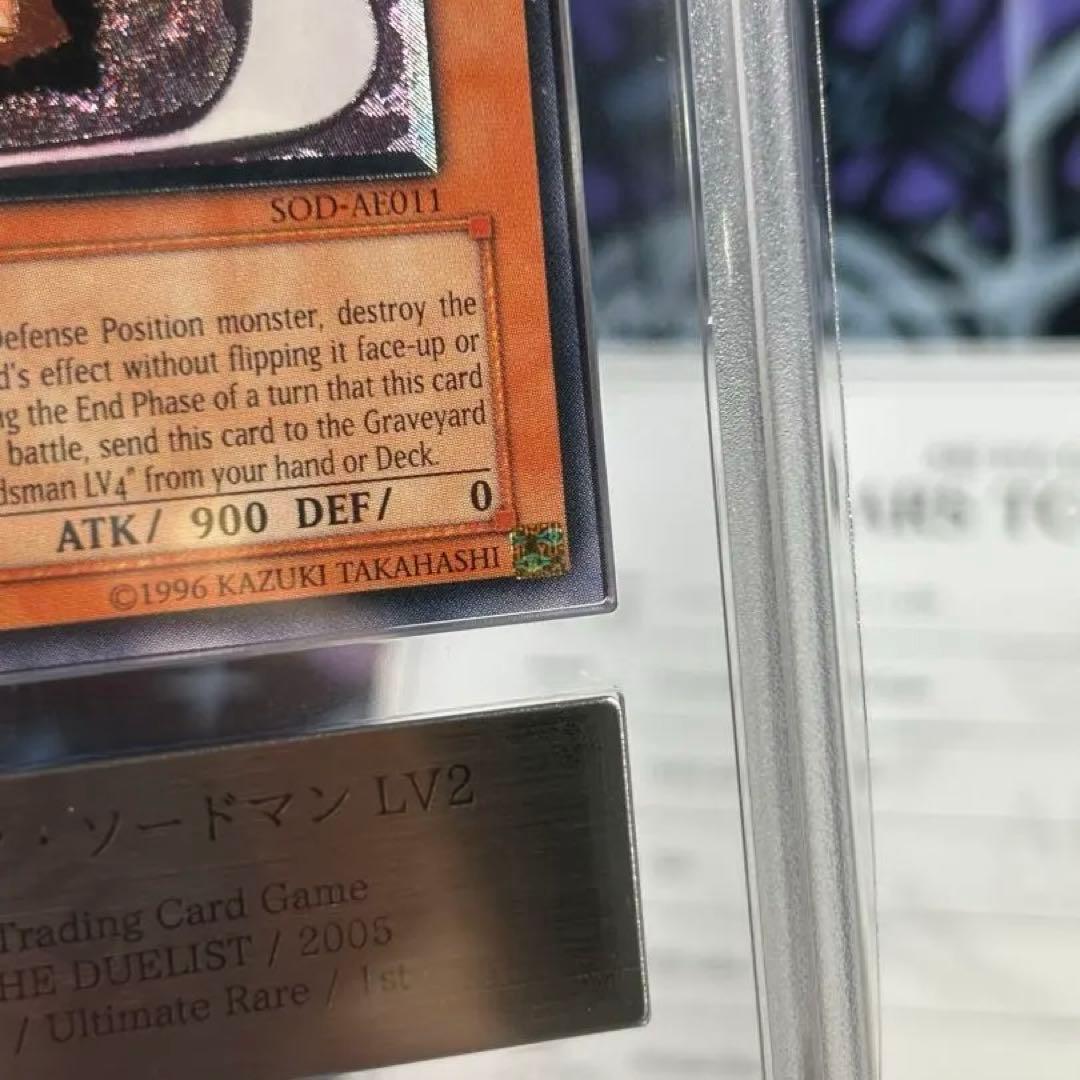 SOD-AE011
Defense Position monster, destroy the
d's effect without flipping it face-up or
ng the End Phase of a turn that this card
battle, send this card to the Graveyard
dsman LV4" from your hand or Deck.
ATK/ 900 DEF/ 0
©1996 KAZUKI TAKAHASHI
・ソードマン LV2
Trading Card Game
HE DUELIST / 2005
/ Ultimate Rare / 1st